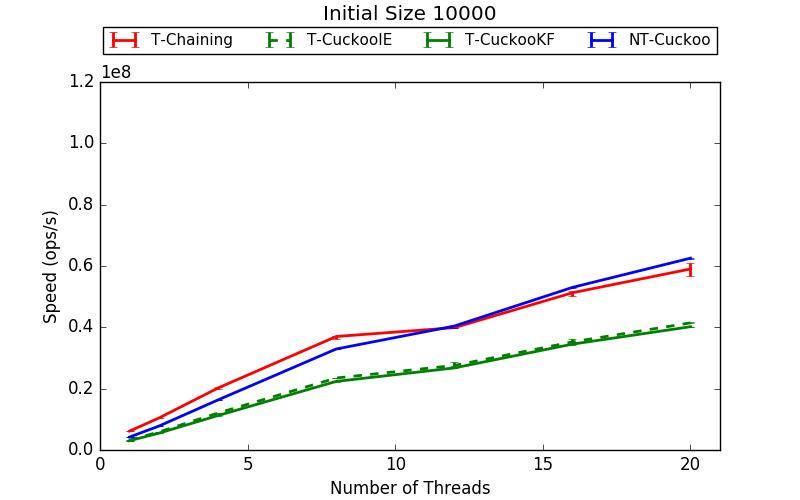 Initial Size 10000
T-Chaining T-CuckooIE T-CuckooKF NT-Cuckoo
1e8
1.2
1.0
0.8
0.6
0.4
0.2
0.0
Speed (ops/s)
0 5 10 15 20
Number of Threads